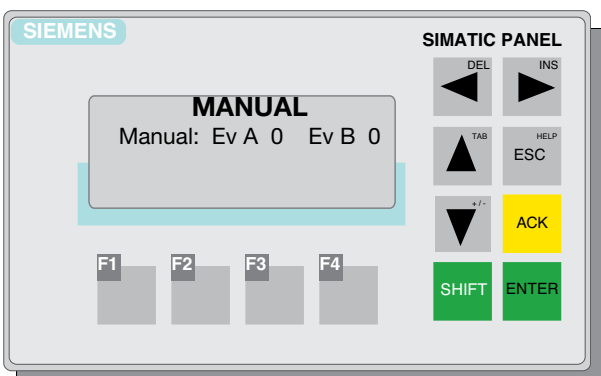 SIEMENS
SIMATIC PANEL
DEL
INS
MANUAL
Manual: Ev A 0 Ev B 0
TAB
HELP
ESC
+/-
ACK
F1 F2 F3 F4
SHIFT
ENTER